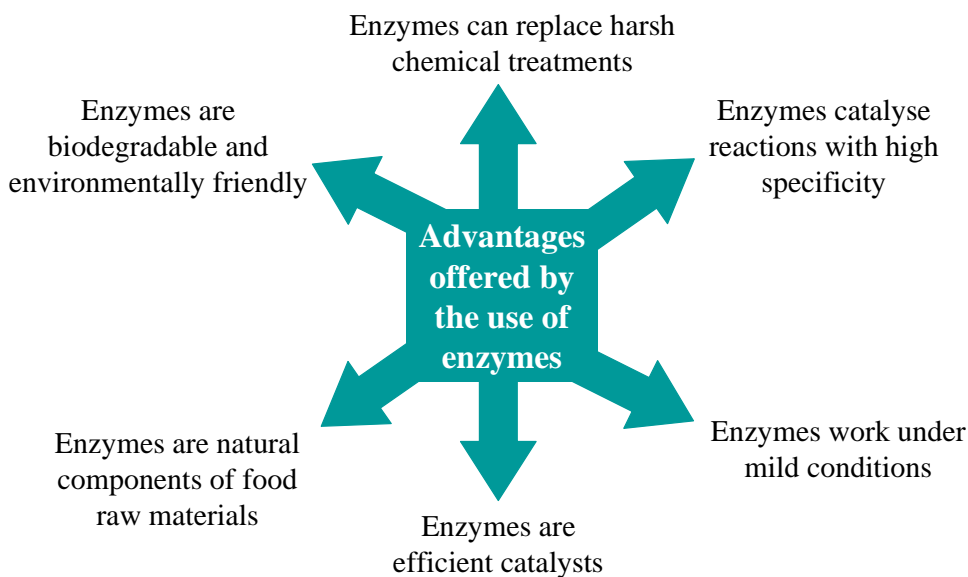 Enzymes can replace harsh
chemical treatments
Enzymes are
biodegradable and
environmentally friendly
Enzymes catalyse
reactions with high
specificity
Advantages
offered by
the use of
enzymes
Enzymes are natural
components of food
raw materials
Enzymes work under
mild conditions
Enzymes are
efficient catalysts